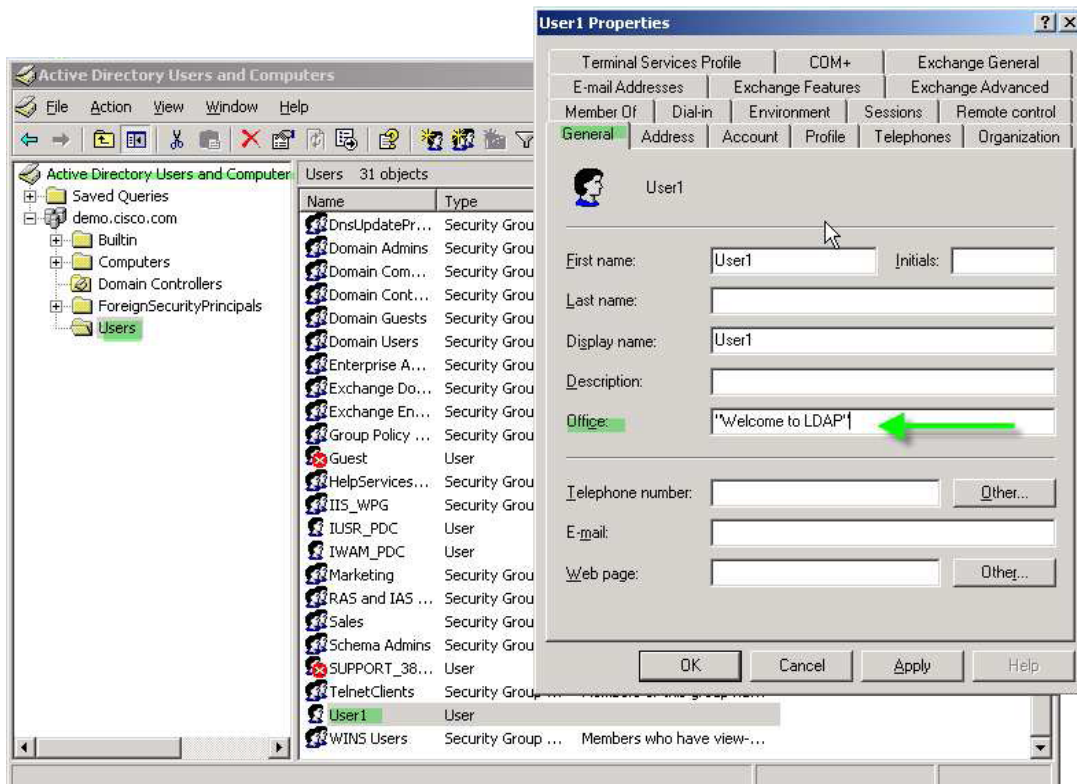 Active Directory Users and Computers
File Action View Window Help
Active Directory Users and Computer
Saved Queries
demo.cisco.com
Builtin
Computers
Domain Controllers
ForeignSecurityPrincipals
Users
Users 31 objects
Name Type
DnsUpdatePr... Security Grou
Domain Admins Security Grou
Domain Com... Security Grou
Domain Cont... Security Grou
Domain Guests Security Grou
Domain Users Security Grou
Enterprise A... Security Grou
Exchange Do... Security Grou
Exchange En... Security Grou
Group Policy ... Security Grou
Guest User
HelpServices... Security Grou
IIS_WPG Security Grou
IUSR_PDC User
IWAM_PDC User
Marketing Security Grou
RAS and IAS ... Security Grou
Sales Security Grou
Schema Admins Security Grou
SUPPORT_38... User
TelnetClients Security Group ...
User1 User
WINS Users Security Group ... Members who have view-...
User1 Properties
Terminal Services Profile COM+ Exchange General
E-mail Addresses Exchange Features Exchange Advanced
Member Of Dial-in Environment Sessions Remote control
General Address Account Profile Telephones Organization
User1
First name: User1 Initials:
Last name:
Display name: User1
Description:
Office: "Welcome to LDAP"
Telephone number: Other...
E-mail:
Web page: Other...
OK Cancel Apply Help